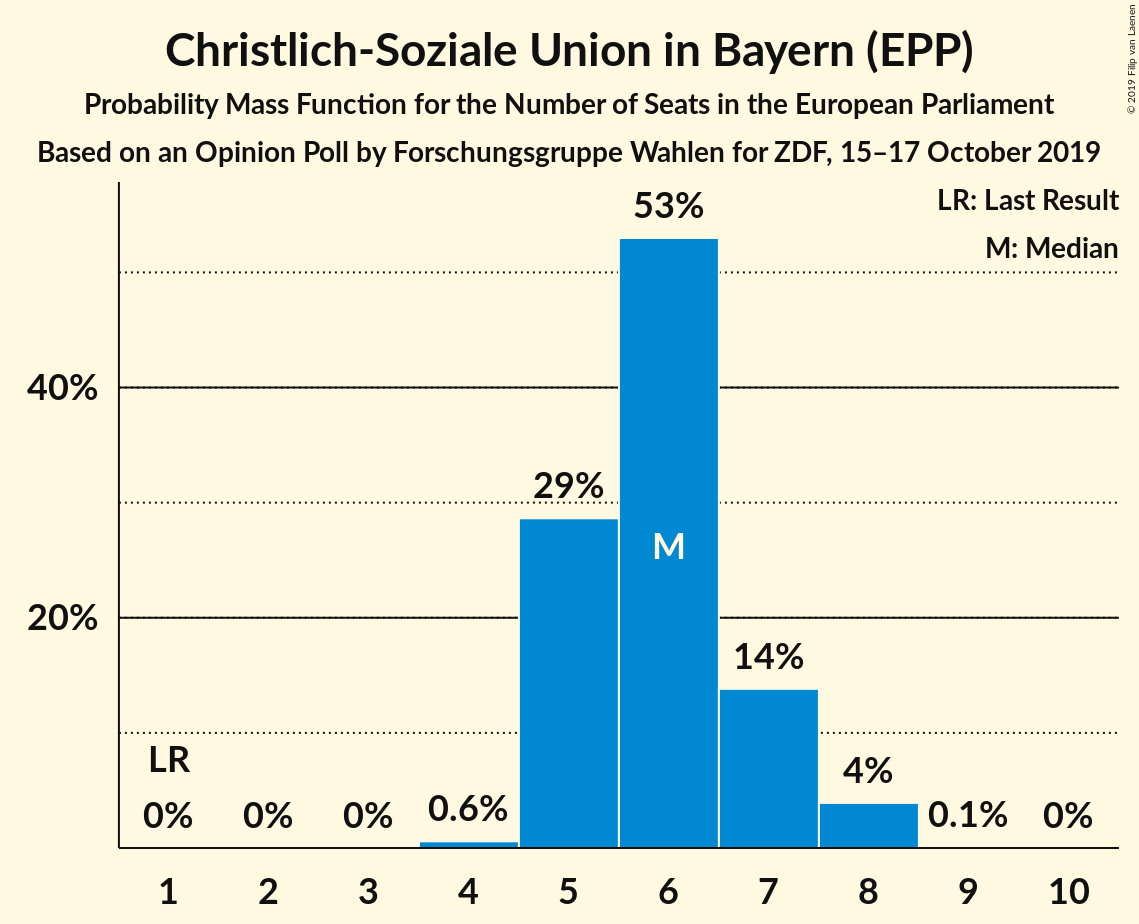 Christlich-Soziale Union in Bayern (EPP)
Probability Mass Function for the Number of Seats in the European Parliament
Based on an Opinion Poll by Forschungsgruppe Wahlen for ZDF, 15–17 October 2019
© 2019 Filip van Laenen
LR: Last Result
M: Median
53%
40%
29%
M
20%
14%
LR
4%
0% 0% 0% 0.6% 0.1% 0%
1 2 3 4 5 6 7 8 9 10